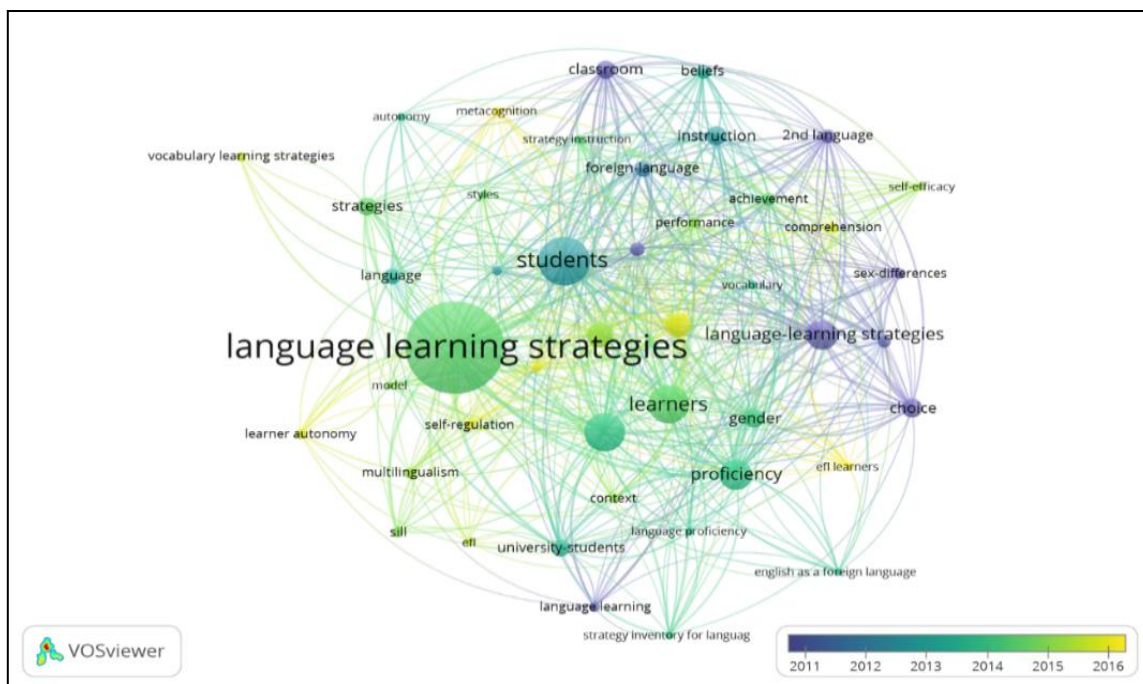 classroom
beliefs
metacognition
autonomy
strategy instruction
instruction
2nd language
vocabulary learning strategies
foreign-language
self-efficacy
styles
achievement
strategies
performance
comprehension
students
language
sex-differences
vocabulary
language-learning strategies
language learning strategies
model
learners
choice
gender
self-regulation
learner autonomy
efl learners
multilingualism
proficiency
context
sill
language proficiency
efl
university-students
english as a foreign language
language learning
strategy inventory for languag
VOSviewer
2011 2012 2013 2014 2015 2016